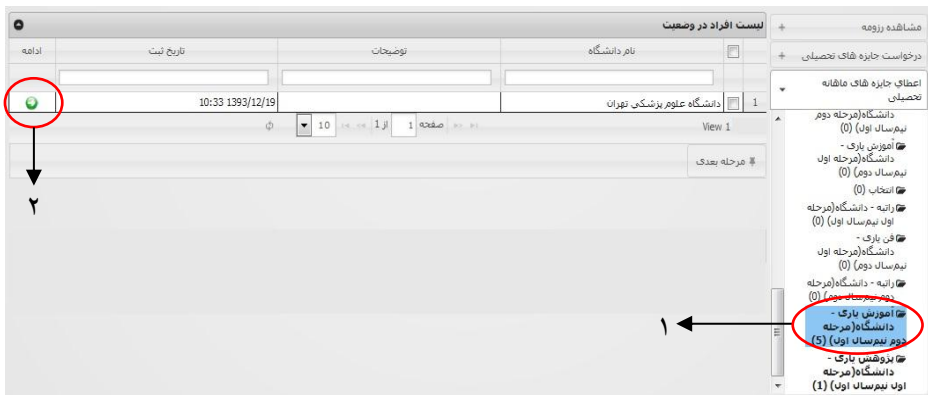 لیست افراد در وضعیت
نام دانشگاه توضیحات تاریخ ثبت ادامه
1 دانشگاه علوم پزشکی تهران 10:33 1393/12/19
View 1 صفحه 1 از 1 10
مرحله بعدی
۲
۱
مشاهده رزومه
درخواست جایزه های تحصیلی
اعطای جایزه های ماهانه
تحصیلی
دانشگاه(مرحله دوم
نیم‌سال اول) (0)
آموزش یاری -
دانشگاه(مرحله اول
نیم‌سال دوم) (0)
انتخاب (0)
راتبه - دانشگاه(مرحله
اول نیم‌سال اول) (0)
فن یاری -
دانشگاه(مرحله اول
نیم‌سال دوم) (0)
راتبه - دانشگاه(مرحله
دوم نیم‌سال دوم) (0)
آموزش یاری -
دانشگاه(مرحله
دوم نیم‌سال اول) (5)
پژوهش یاری -
دانشگاه(مرحله
اول نیم‌سال اول) (1)